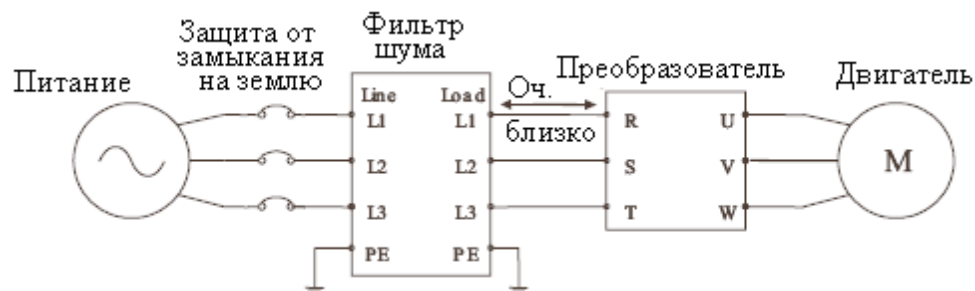 Питание
Защита от
замыкания
на землю
Фильтр
шума
Оч.
близко
Преобразователь
Двигатель
Line Load
L1 L1
L2 L2
L3 L3
PE PE
R U
S V
T W
M